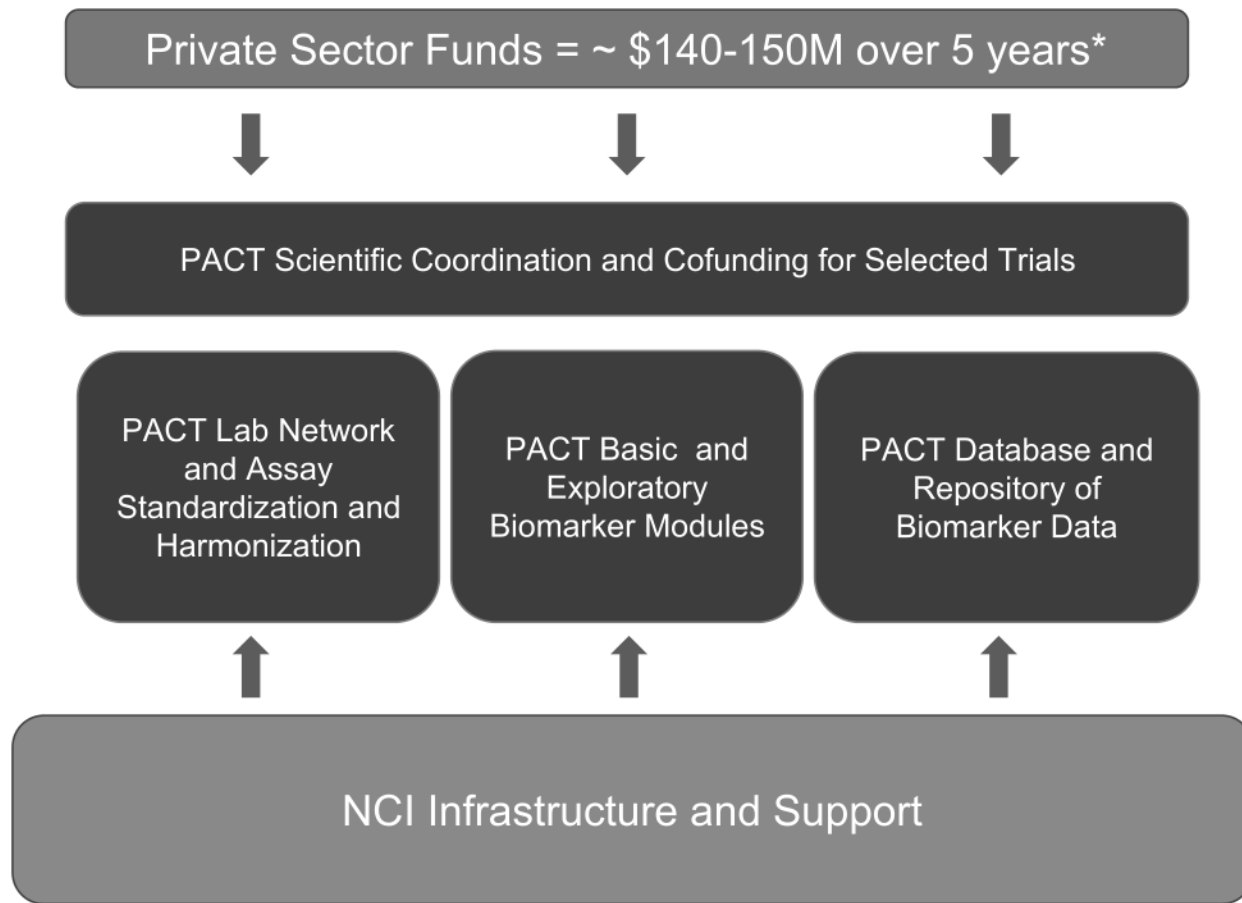 Private Sector Funds = ~ $140-150M over 5 years*
PACT Scientific Coordination and Cofunding for Selected Trials
PACT Lab Network
and Assay
Standardization and
Harmonization
PACT Basic  and
Exploratory
Biomarker Modules
PACT Database and
Repository of
Biomarker Data
NCI Infrastructure and Support